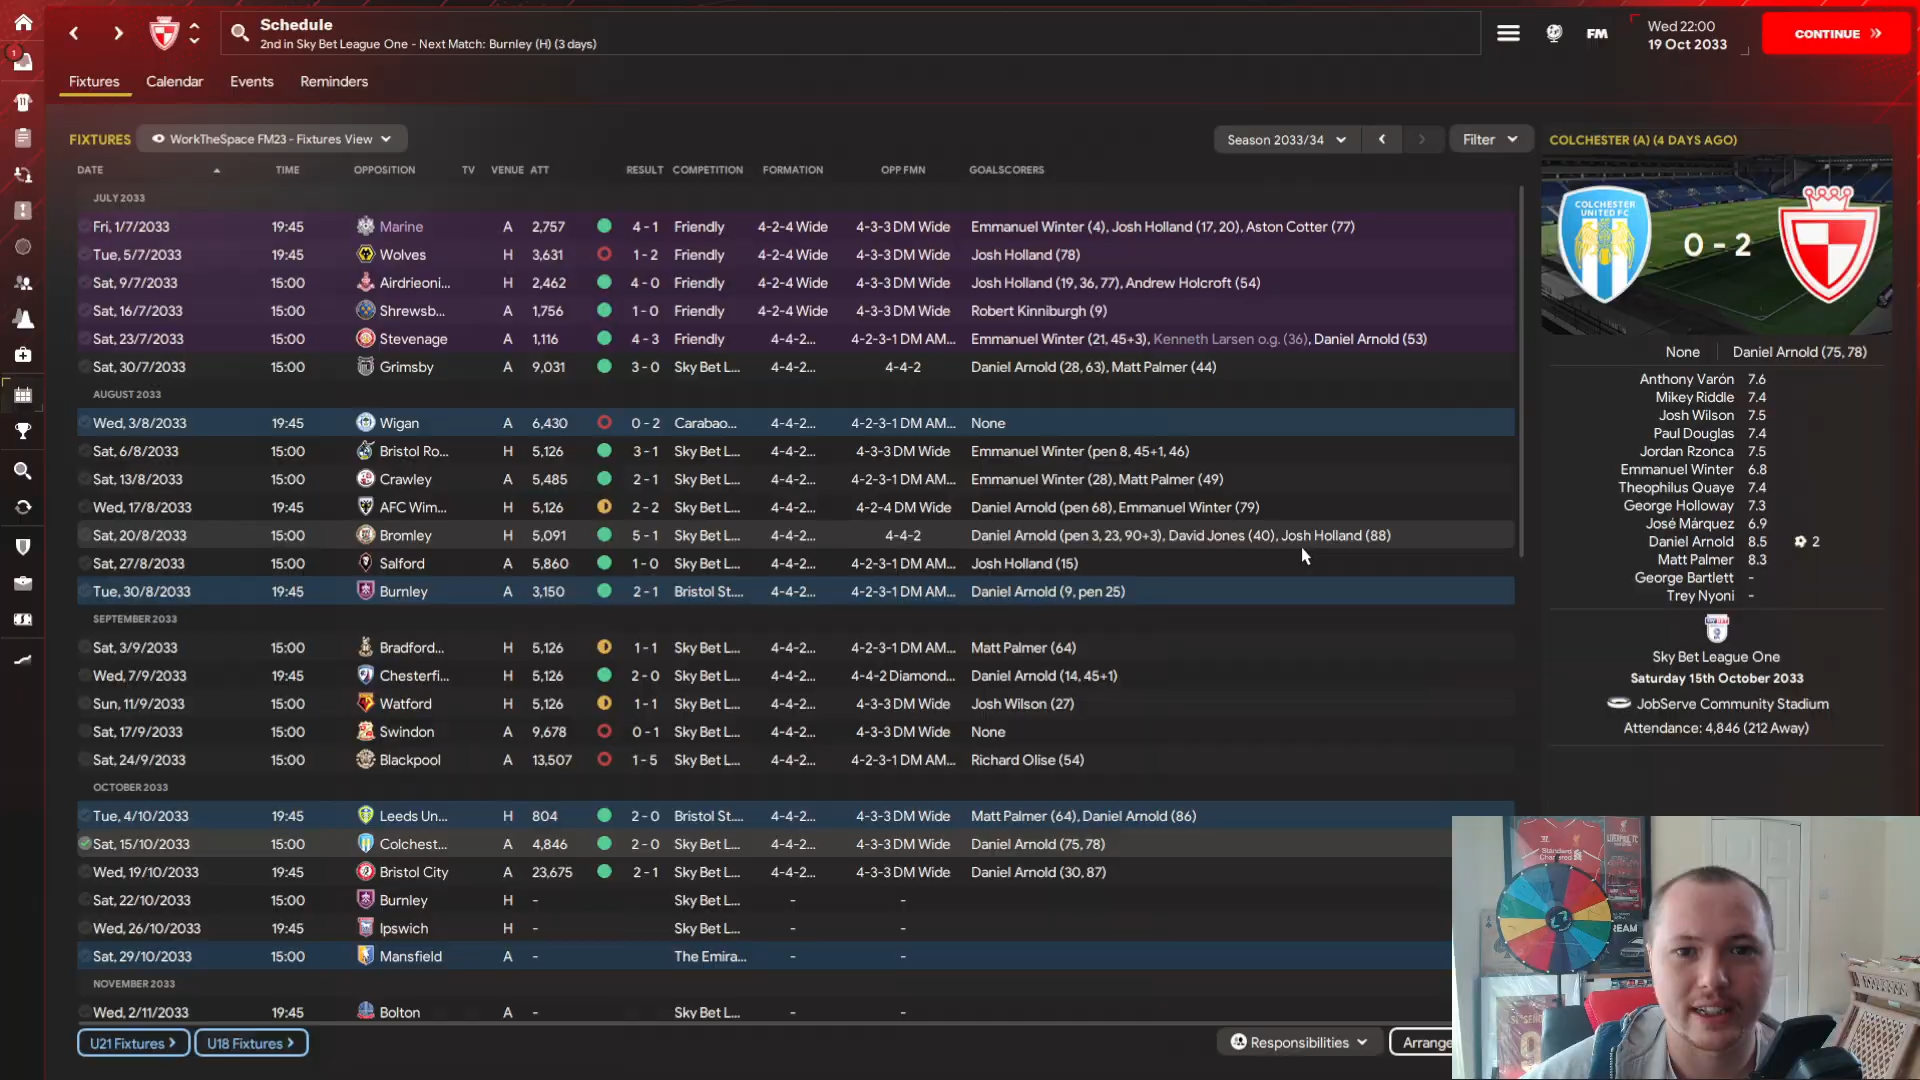 Schedule
2nd in Sky Bet League One - Next Match: Burnley (H) (3 days)
FM
Wed 22:00
19 Oct 2033
CONTINUE
1
Fixtures Calendar Events Reminders
FIXTURES WorkTheSpace FM23 - Fixtures View Season 2033/34 Filter
DATE TIME OPPOSITION TV VENUE ATT RESULT COMPETITION FORMATION OPP FMN GOALSCORERS
JULY 2033
Fri, 1/7/2033 19:45 Marine A 2,757 4 - 1 Friendly 4-2-4 Wide 4-3-3 DM Wide Emmanuel Winter (4), Josh Holland (17, 20), Aston Cotter (77)
Tue, 5/7/2033 19:45 Wolves H 3,631 1 - 2 Friendly 4-2-4 Wide 4-3-3 DM Wide Josh Holland (78)
Sat, 9/7/2033 15:00 Airdrieoni... H 2,462 4 - 0 Friendly 4-2-4 Wide 4-3-3 DM Wide Josh Holland (19, 36, 77), Andrew Holcroft (54)
Sat, 16/7/2033 15:00 Shrewsb... A 1,756 1 - 0 Friendly 4-2-4 Wide 4-3-3 DM Wide Robert Kinniburgh (9)
Sat, 23/7/2033 15:00 Stevenage A 1,116 4 - 3 Friendly 4-4-2... 4-2-3-1 DM AM... Emmanuel Winter (21, 45+3), Kenneth Larsen o.g. (36), Daniel Arnold (53)
Sat, 30/7/2033 15:00 Grimsby A 9,031 3 - 0 Sky Bet L... 4-4-2... 4-4-2 Daniel Arnold (28, 63), Matt Palmer (44)
AUGUST 2033
Wed, 3/8/2033 19:45 Wigan A 6,430 0 - 2 Carabao... 4-4-2... 4-2-3-1 DM AM... None
Sat, 6/8/2033 15:00 Bristol Ro... H 5,126 3 - 1 Sky Bet L... 4-4-2... 4-3-3 DM Wide Emmanuel Winter (pen 8, 45+1, 46)
Sat, 13/8/2033 15:00 Crawley A 5,485 2 - 1 Sky Bet L... 4-4-2... 4-2-3-1 DM AM... Emmanuel Winter (28), Matt Palmer (49)
Wed, 17/8/2033 19:45 AFC Wim... H 5,126 2 - 2 Sky Bet L... 4-4-2... 4-2-4 DM Wide Daniel Arnold (pen 68), Emmanuel Winter (79)
Sat, 20/8/2033 15:00 Bromley H 5,091 5 - 1 Sky Bet L... 4-4-2... 4-4-2 Daniel Arnold (pen 3, 23, 90+3), David Jones (40), Josh Holland (88)
Sat, 27/8/2033 15:00 Salford A 5,860 1 - 0 Sky Bet L... 4-4-2... 4-2-3-1 DM AM... Josh Holland (15)
Tue, 30/8/2033 19:45 Burnley A 3,150 2 - 1 Bristol St.... 4-4-2... 4-2-3-1 DM AM... Daniel Arnold (9, pen 25)
SEPTEMBER 2033
Sat, 3/9/2033 15:00 Bradford... H 5,126 1 - 1 Sky Bet L... 4-4-2... 4-2-3-1 DM AM... Matt Palmer (64)
Wed, 7/9/2033 19:45 Chesterfi... H 5,126 2 - 0 Sky Bet L... 4-4-2... 4-4-2 Diamond... Daniel Arnold (14, 45+1)
Sun, 11/9/2033 15:00 Watford H 5,126 1 - 1 Sky Bet L... 4-4-2... 4-3-3 DM Wide Josh Wilson (27)
Sat, 17/9/2033 15:00 Swindon A 9,678 0 - 1 Sky Bet L... 4-4-2... 4-3-3 DM Wide None
Sat, 24/9/2033 15:00 Blackpool A 13,507 1 - 5 Sky Bet L... 4-4-2... 4-2-3-1 DM AM... Richard Olise (54)
OCTOBER 2033
Tue, 4/10/2033 19:45 Leeds Un... H 804 2 - 0 Bristol St.... 4-4-2... 4-3-3 DM Wide Matt Palmer (64), Daniel Arnold (86)
Sat, 15/10/2033 15:00 Colchest... A 4,846 2 - 0 Sky Bet L... 4-4-2... 4-3-3 DM Wide Daniel Arnold (75, 78)
Wed, 19/10/2033 19:45 Bristol City A 23,675 2 - 1 Sky Bet L... 4-4-2... 4-3-3 DM Wide Daniel Arnold (30, 87)
Sat, 22/10/2033 15:00 Burnley H - Sky Bet L... - -
Wed, 26/10/2033 19:45 Ipswich H - Sky Bet L... - -
Sat, 29/10/2033 15:00 Mansfield A - The Emira... - -
NOVEMBER 2033
Wed, 2/11/2033 19:45 Bolton A - Sky Bet L... - -
U21 Fixtures U18 Fixtures Responsibilities Arrange
COLCHESTER (A) (4 DAYS AGO)
COLCHESTER
UNITED FC
0 - 2
None Daniel Arnold (75, 78)
Anthony Varón 7.6
Mikey Riddle 7.4
Josh Wilson 7.5
Paul Douglas 7.4
Jordan Rzonca 7.5
Emmanuel Winter 6.8
Theophilus Quaye 7.4
George Holloway 7.3
José Márquez 6.9
Daniel Arnold 8.5 2
Matt Palmer 8.3
George Bartlett -
Trey Nyoni -
Sky Bet League One
Saturday 15th October 2033
JobServe Community Stadium
Attendance: 4,846 (212 Away)